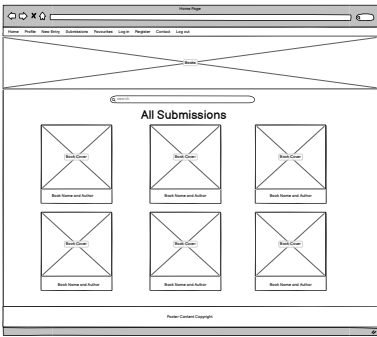 Home Page
Home Profile New Entry Submissions Favourites Log in Register Contact Log out
Books
search
All Submissions
Book Cover Book Cover Book Cover
Book Name and Author Book Name and Author Book Name and Author
Book Cover Book Cover Book Cover
Book Name and Author Book Name and Author Book Name and Author
Footer Content Copyright